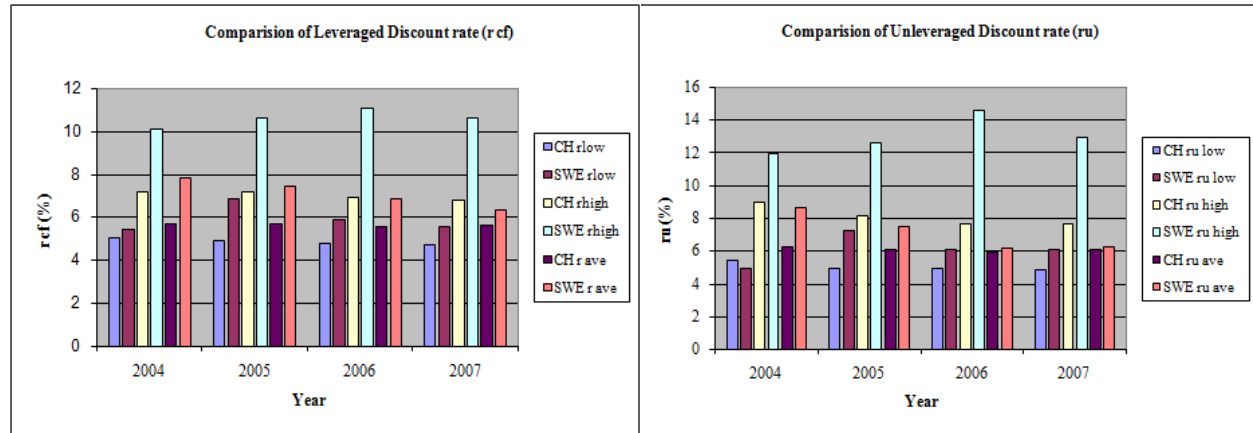 Comparision of Leveraged Discount rate (r cf)
12
10
8
6
4
2
0
r cf (%)
2004
2005
2006
2007
Year
CH rlow
SWE rlow
CH rhigh
SWE rhigh
CH r ave
SWE r ave
Comparision of Unleveraged Discount rate (ru)
16
14
12
10
8
6
4
2
0
ru (%)
2004
2005
2006
2007
Year
CH ru low
SWE ru low
CH ru high
SWE ru high
CH ru ave
SWE ru ave